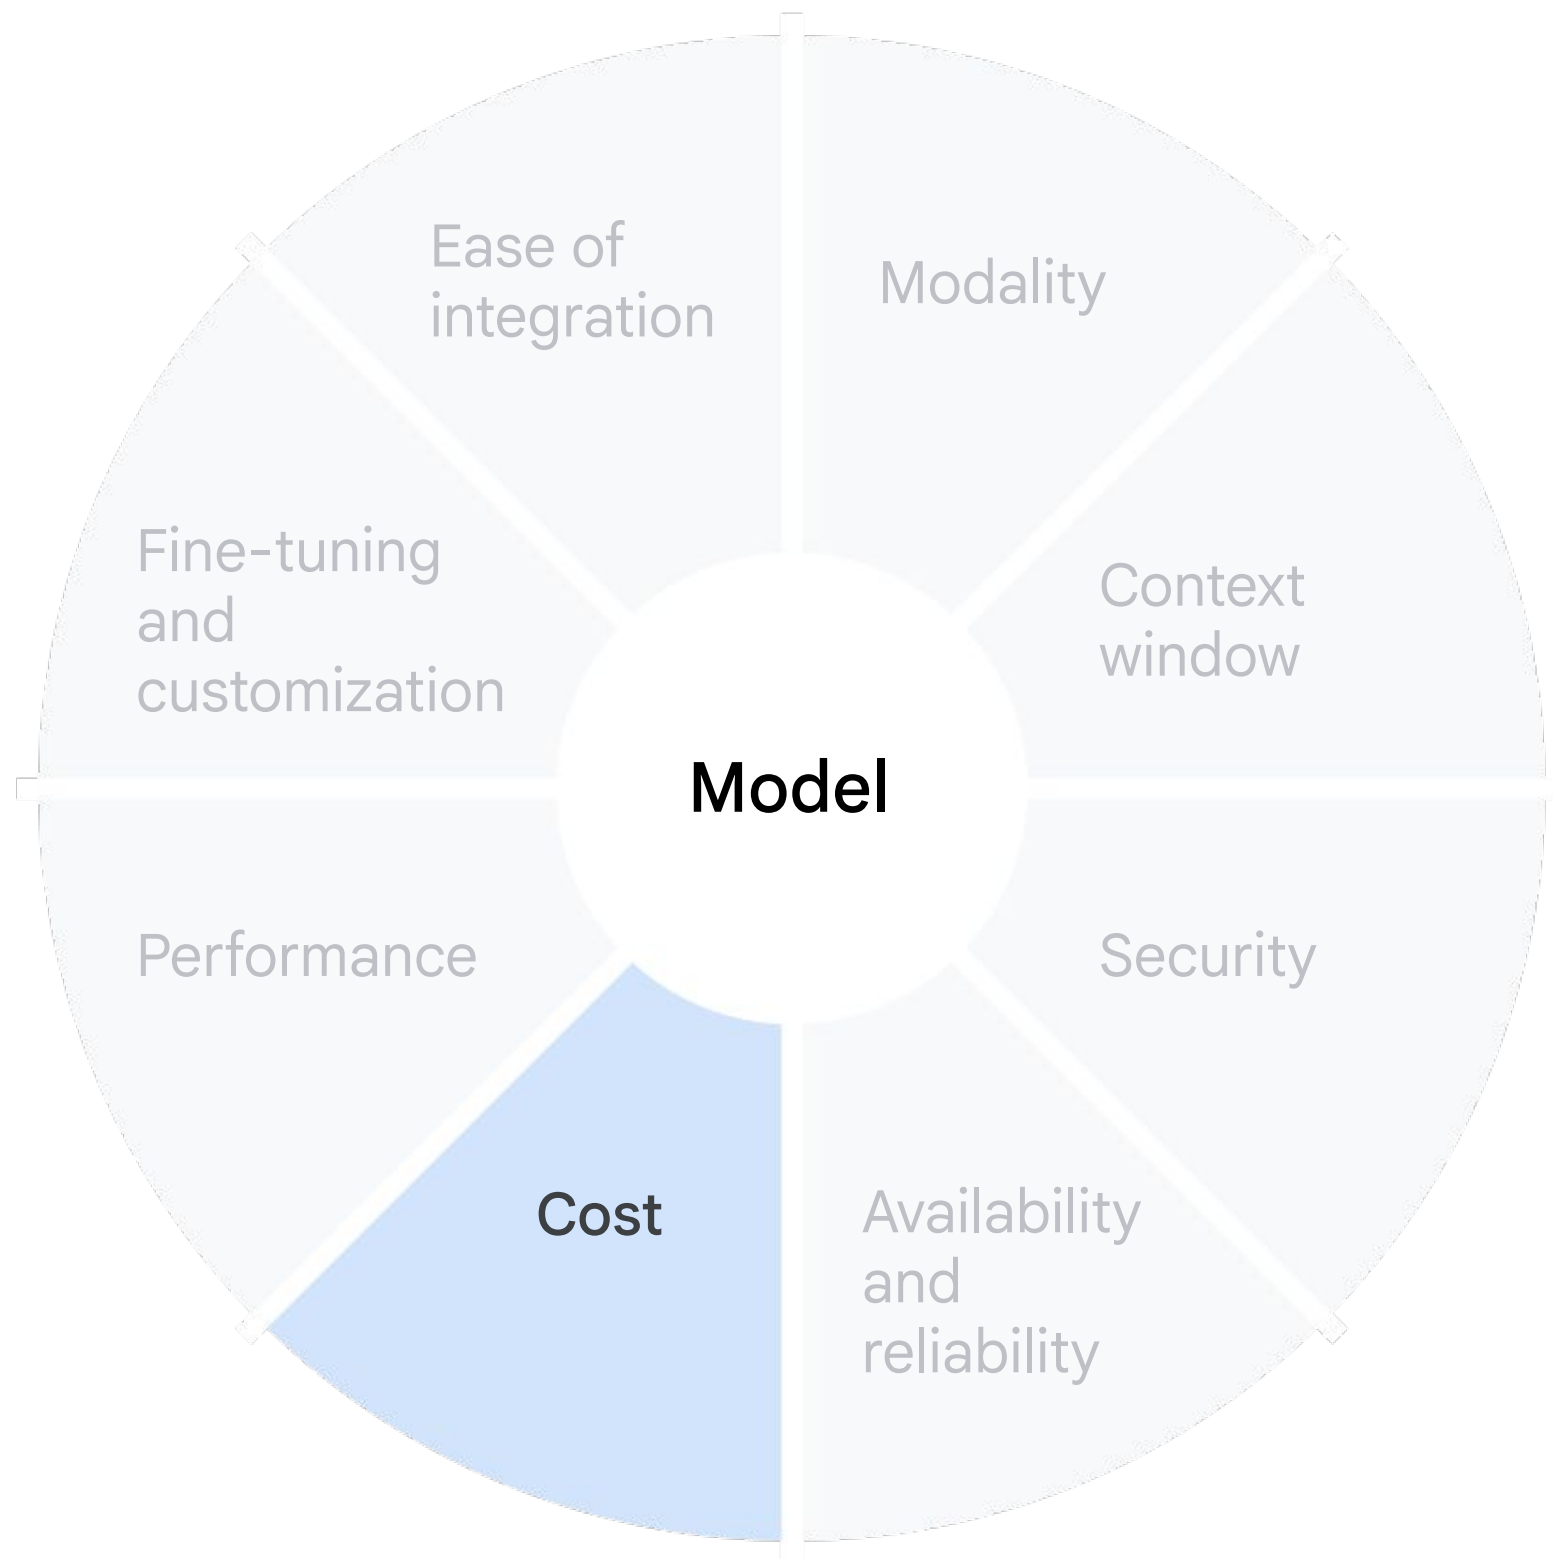 Ease of
integration
Modality
Fine-tuning
and
customization
Context
window
Model
Performance
Security
Cost
Availability
and
reliability